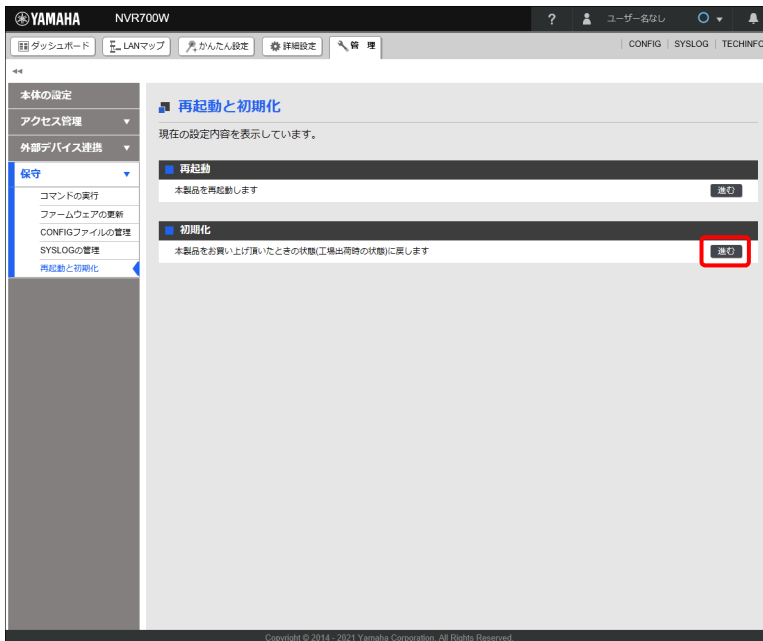 YAMAHA NVR700W ? ユーザー名なし
ダッシュボード LANマップ かんたん設定 詳細設定 管 理 CONFIG SYSLOG TECHINFO
本体の設定
アクセス管理
外部デバイス連携
保守
コマンドの実行
ファームウェアの更新
CONFIGファイルの管理
SYSLOGの管理
再起動と初期化
再起動と初期化
現在の設定内容を表示しています。
再起動
本製品を再起動します 進む
初期化
本製品をお買い上げ頂いたときの状態(工場出荷時の状態)に戻します 進む
Copyright © 2014 - 2021 Yamaha Corporation. All Rights Reserved.